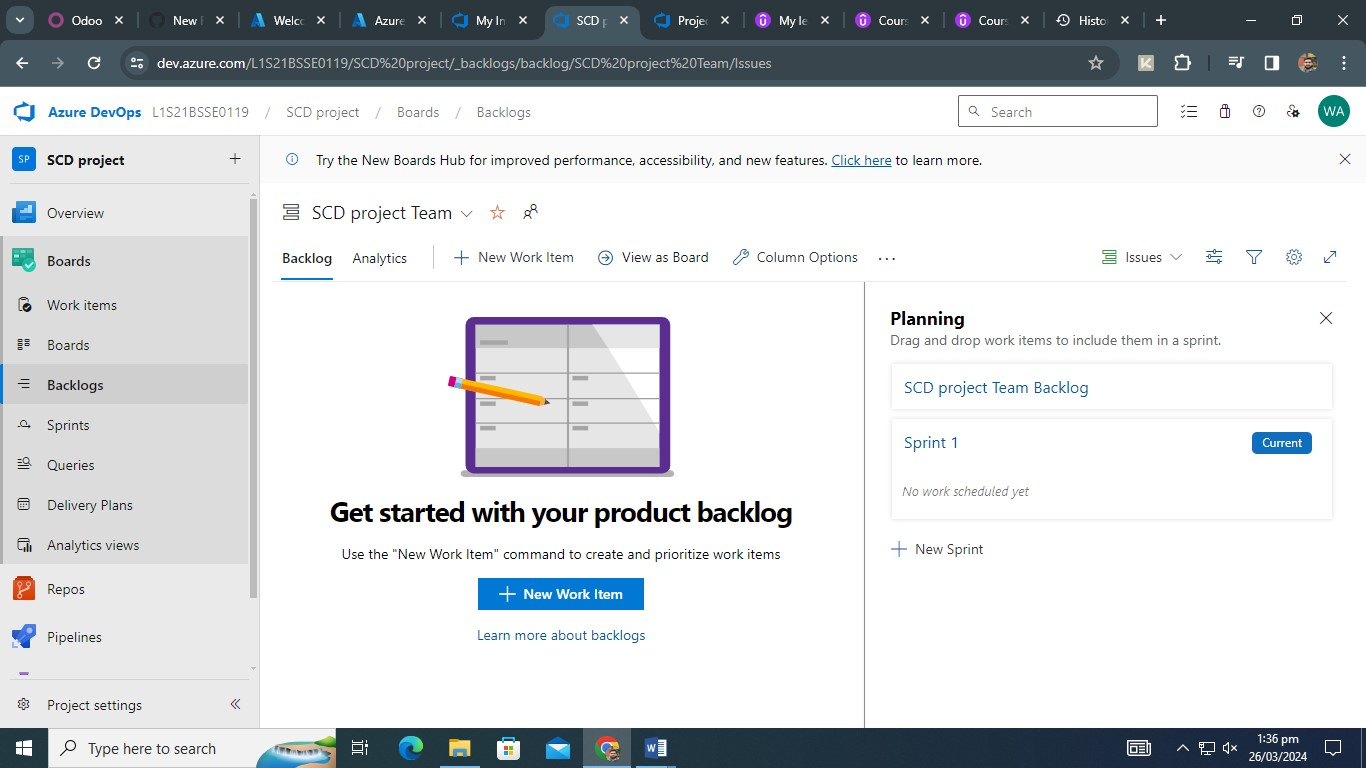 Odoo
New
Welco
Azure
My In
SCD p
Projec
My le
Cours
Cours
Histo
dev.azure.com/L1S21BSSE0119/SCD%20project/_backlogs/backlog/SCD%20project%20Team/Issues
Azure DevOps L1S21BSSE0119 / SCD project / Boards / Backlogs
Search
WA
SP SCD project
Try the New Boards Hub for improved performance, accessibility, and new features. Click here to learn more.
Overview
Boards
Work items
Boards
Backlogs
Sprints
Queries
Delivery Plans
Analytics views
Repos
Pipelines
Project settings
SCD project Team
Backlog Analytics New Work Item View as Board Column Options ... Issues
Get started with your product backlog
Use the "New Work Item" command to create and prioritize work items
New Work Item
Learn more about backlogs
Planning
Drag and drop work items to include them in a sprint.
SCD project Team Backlog
Sprint 1 Current
No work scheduled yet
New Sprint
Type here to search
1:36 pm
26/03/2024